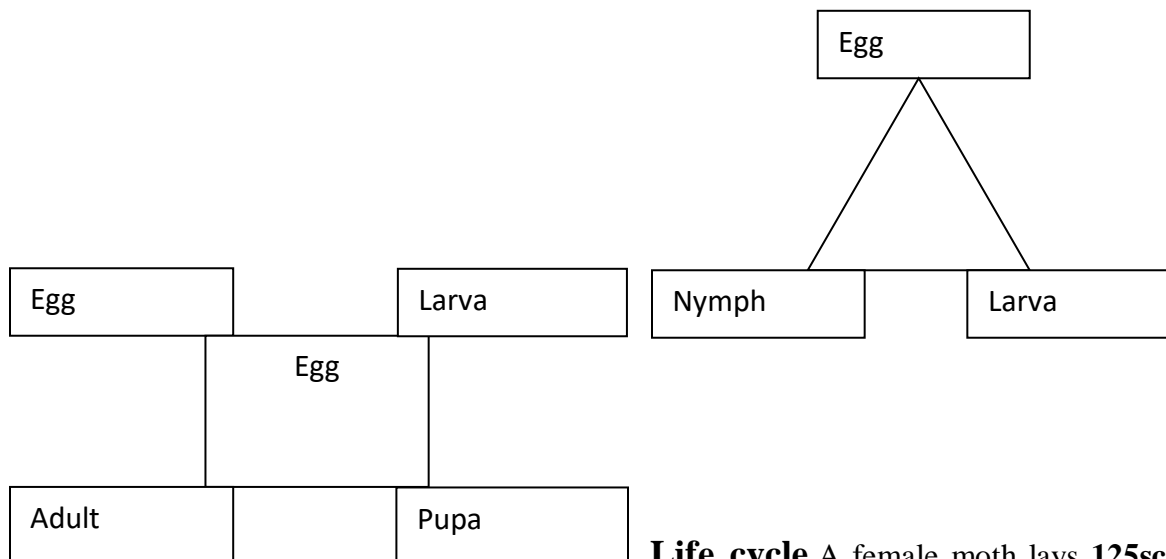 Egg
Nymph Larva
Egg Larva
Egg
Adult Pupa
Life cycle A female moth lays 125sc